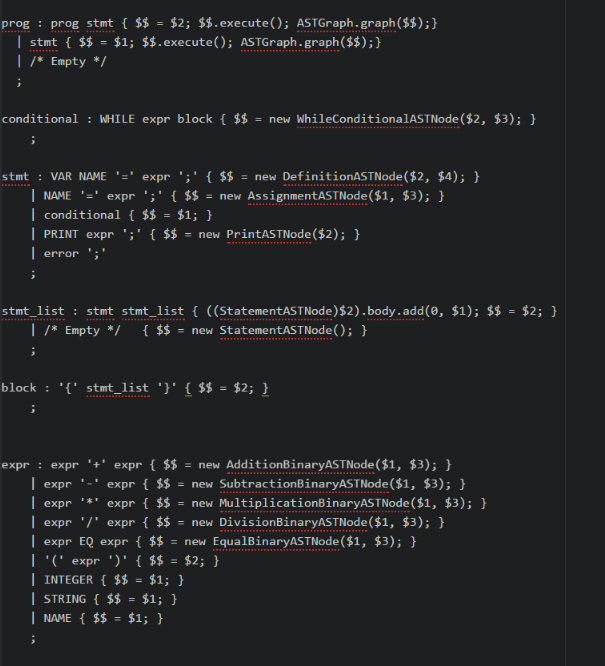 prog : prog stmt { $$ = $2; $$.execute(); ASTGraph.graph($$);}
| stmt { $$ = $1; $$.execute(); ASTGraph.graph($$);}
| /* Empty */
;
conditional : WHILE expr block { $$ = new WhileConditionalASTNode($2, $3); }
;
stmt : VAR NAME '=' expr ';' { $$ = new DefinitionASTNode($2, $4); }
| NAME '=' expr ';' { $$ = new AssignmentASTNode($1, $3); }
| conditional { $$ = $1; }
| PRINT expr ';' { $$ = new PrintASTNode($2); }
| error ';'
;
stmt_list : stmt stmt_list { ((StatementASTNode)$2).body.add(0, $1); $$ = $2; }
| /* Empty */   { $$ = new StatementASTNode(); }
;
block : '{' stmt_list '}' { $$ = $2; }
;
expr : expr '+' expr { $$ = new AdditionBinaryASTNode($1, $3); }
| expr '-' expr { $$ = new SubtractionBinaryASTNode($1, $3); }
| expr '*' expr { $$ = new MultiplicationBinaryASTNode($1, $3); }
| expr '/' expr { $$ = new DivisionBinaryASTNode($1, $3); }
| expr EQ expr { $$ = new EqualBinaryASTNode($1, $3); }
| '(' expr ')' { $$ = $2; }
| INTEGER { $$ = $1; }
| STRING { $$ = $1; }
| NAME { $$ = $1; }
;